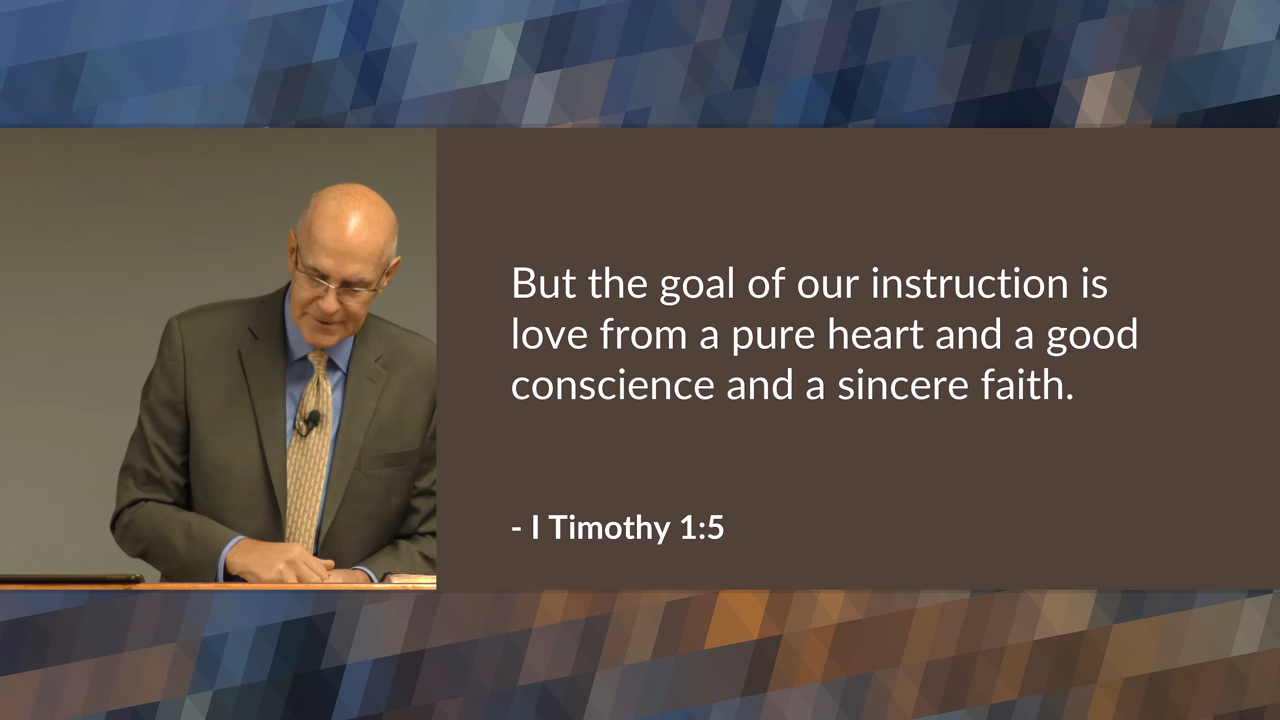 But the goal of our instruction is
love from a pure heart and a good
conscience and a sincere faith.
- I Timothy 1:5